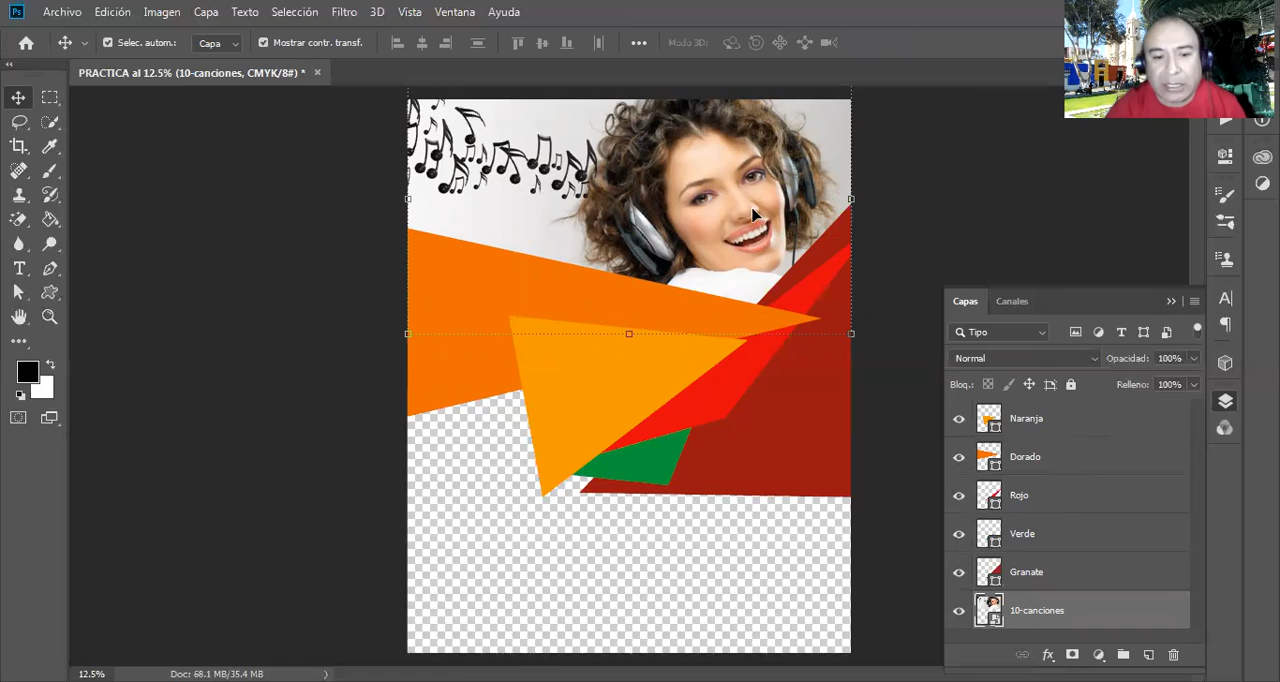 Ps Archivo Edición Imagen Capa Texto Selección Filtro 3D Vista Ventana Ayuda
Selec. autom.: Capa Mostrar contr. transf. ••• Modo 3D:
PRACTICA al 12.5% (10-canciones, CMYK/8#) * ×
Capas Canales
Tipo
Normal Opacidad: 100%
Bloq.: Relleno: 100%
Naranja
Dorado
Rojo
Verde
Granate
10-canciones
fx
12.5% Doc: 68.1 MB/35.4 MB